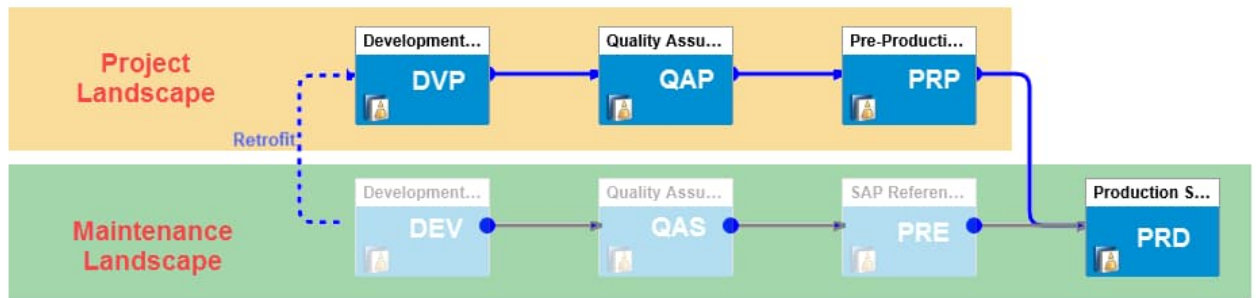 Project
Landscape
Development...
DVP
Quality Assu...
QAP
Pre-Producti...
PRP
Retrofit
Maintenance
Landscape
Development...
DEV
Quality Assu...
QAS
SAP Referen...
PRE
Production S...
PRD